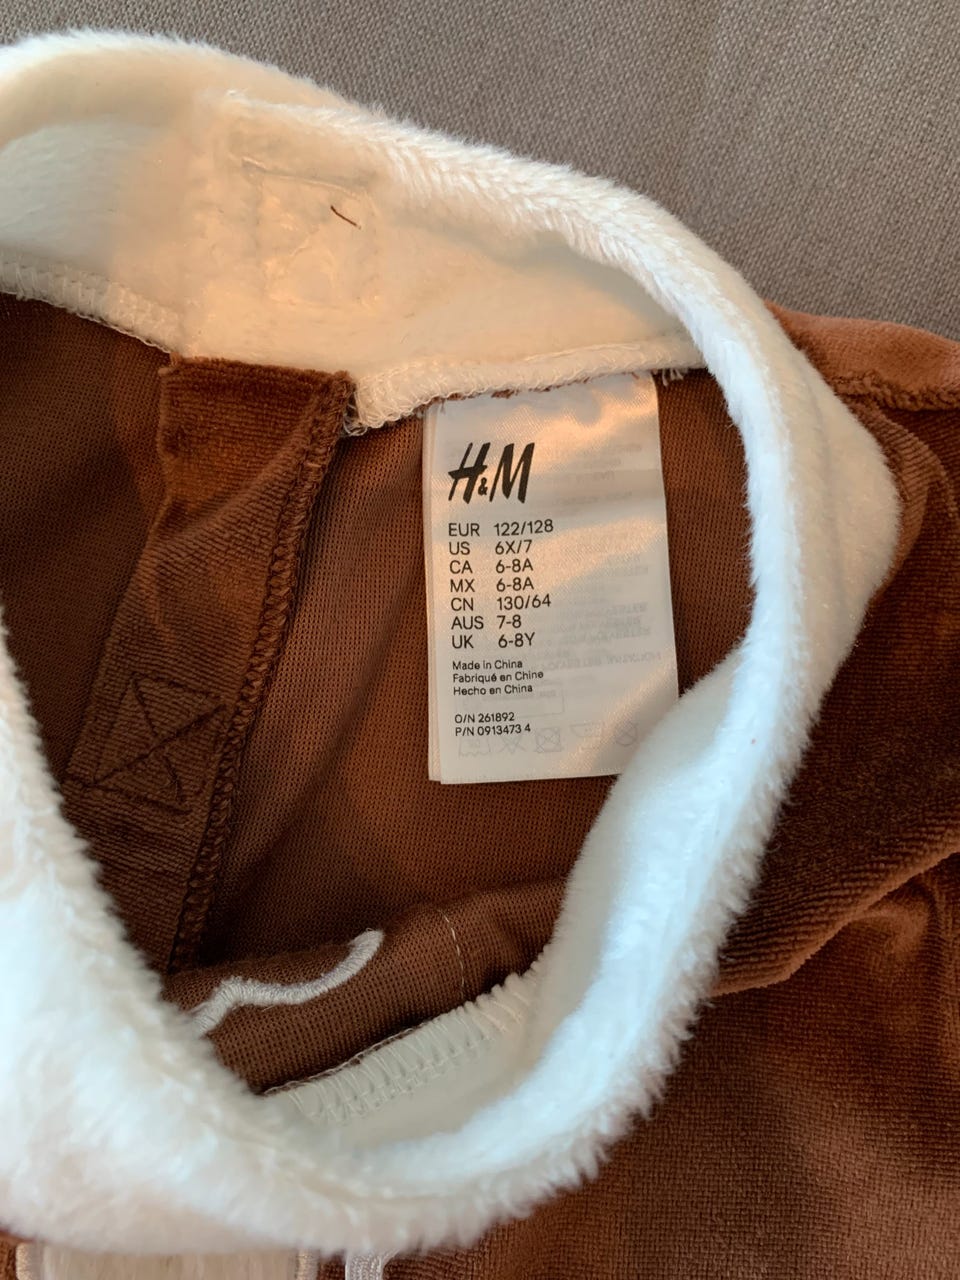 H&M
EUR 122/128
US 6X/7
CA 6-8A
MX 6-8A
CN 130/64
AUS 7-8
UK 6-8Y
Made in China
Fabriqué en Chine
Hecho en China
O/N 261892
P/N 0913473 4